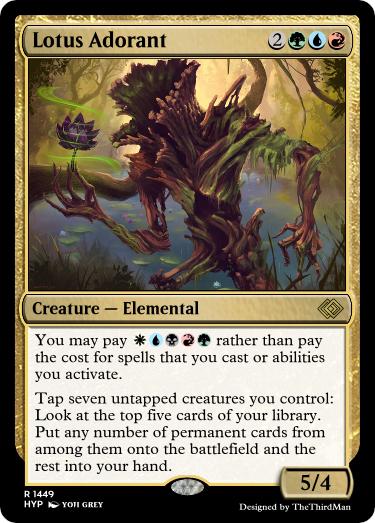 Lotus Adorant 2
Creature — Elemental
You may pay rather than pay
the cost for spells that you cast or abilities
you activate.
Tap seven untapped creatures you control:
Look at the top five cards of your library.
Put any number of permanent cards from
among them onto the battlefield and the
rest into your hand.
5/4
R 1449
HYP YOJI GREY
Designed by TheThirdMan